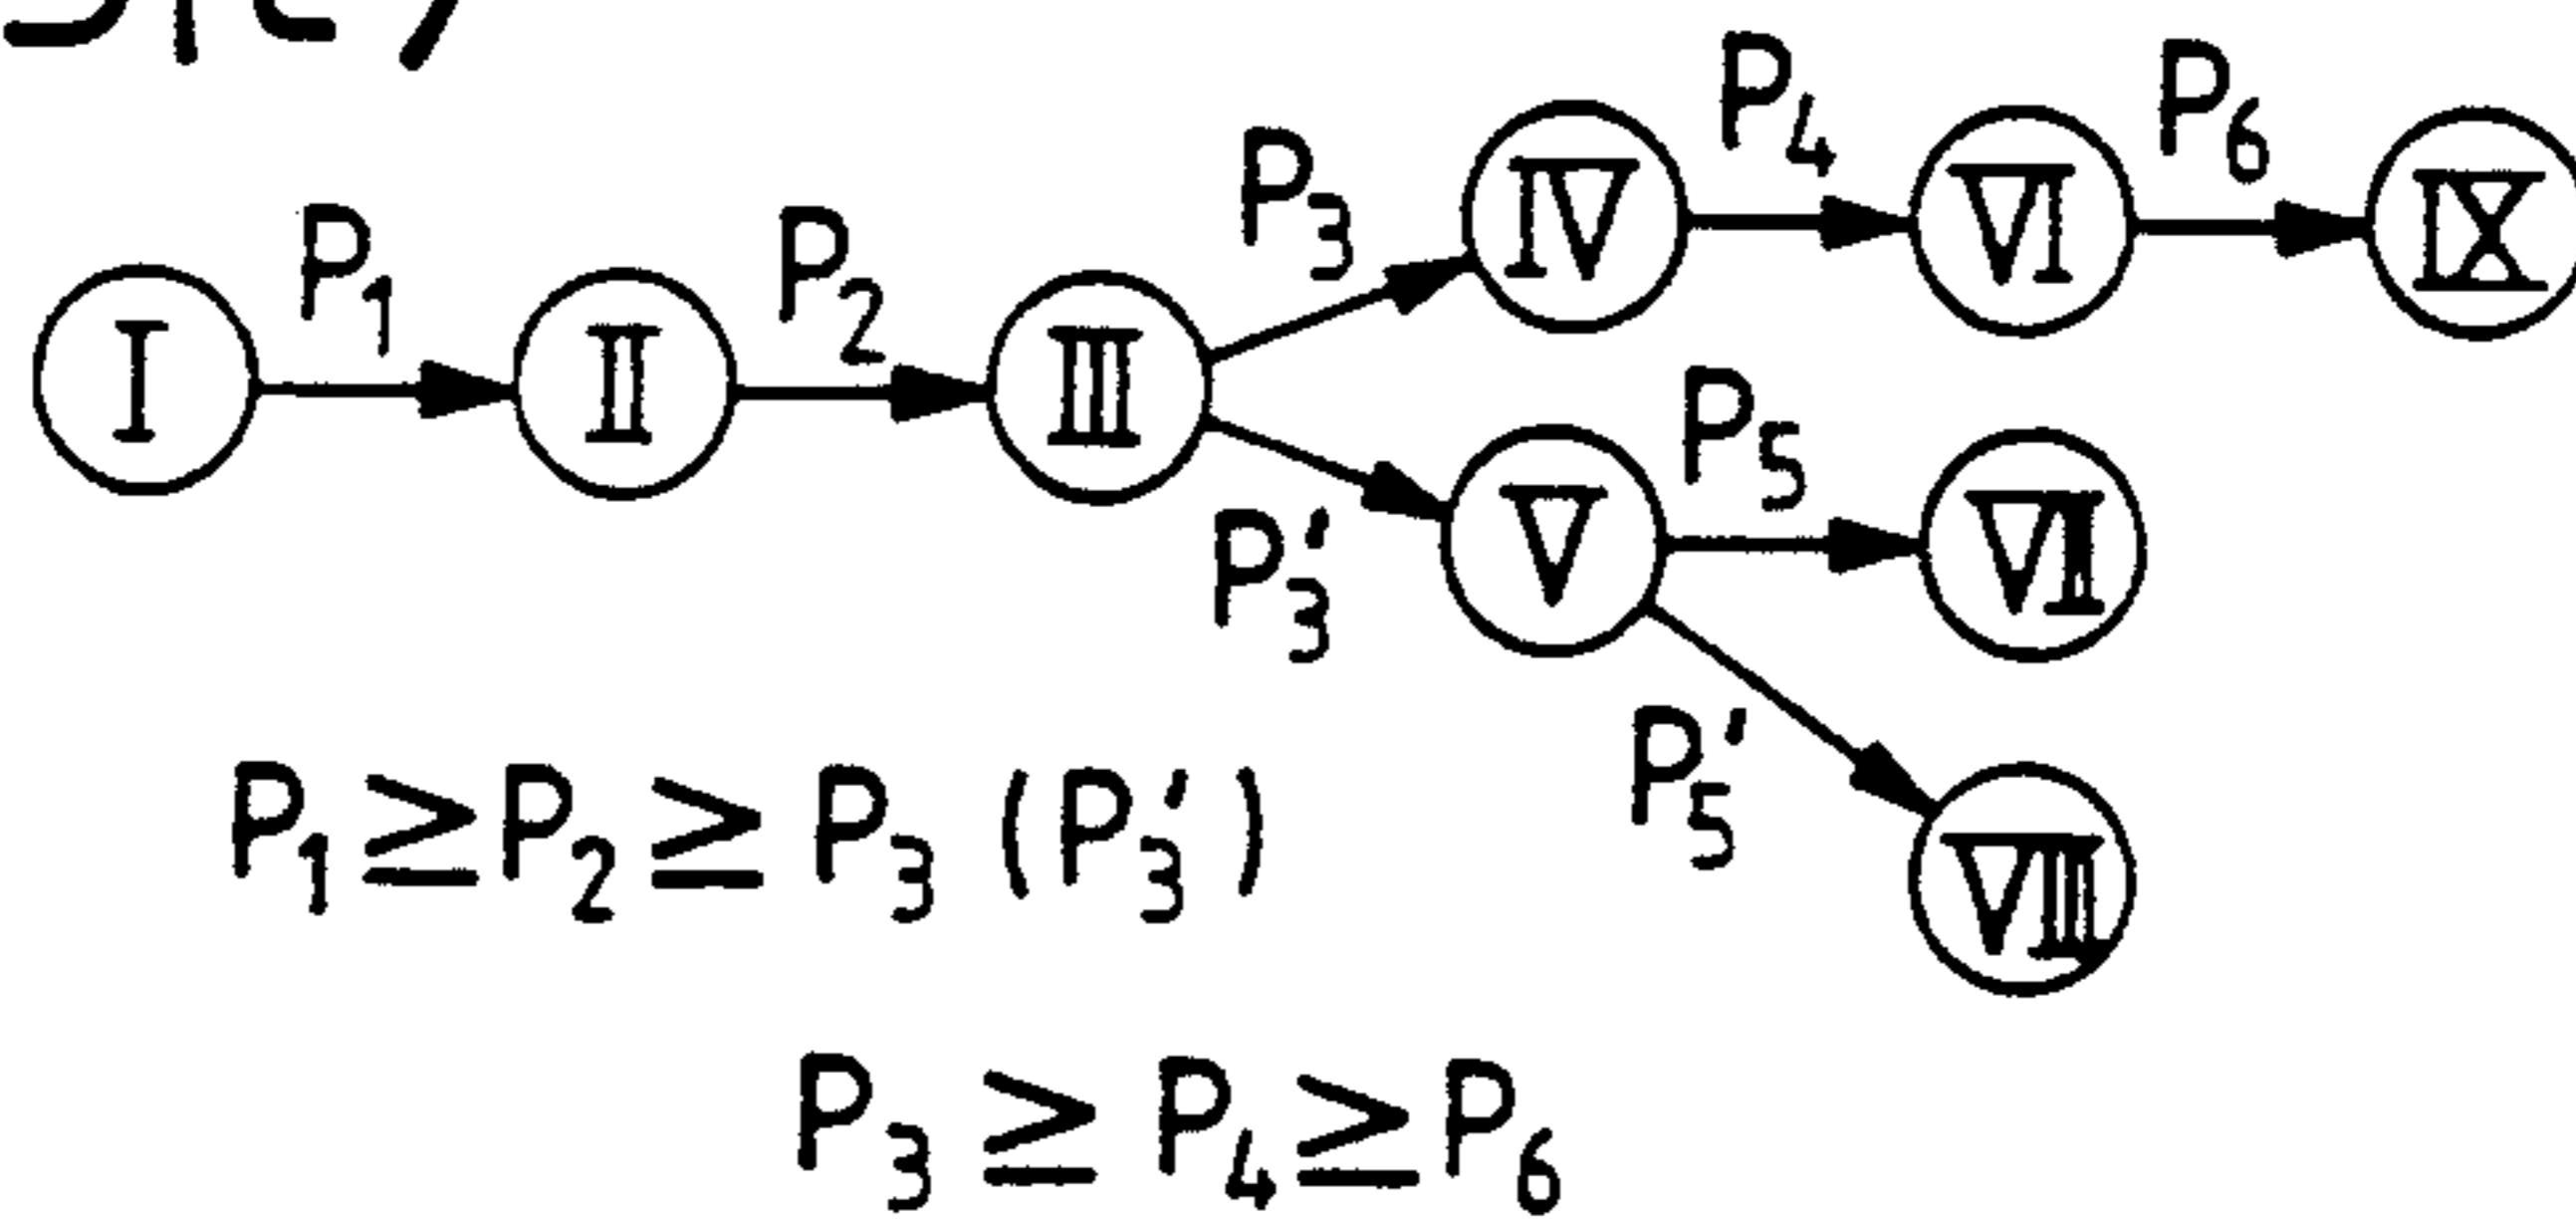 P₁ P₂ P₃ P₄ P₆
I II III IV VI IX
P₃' V P₅ VII
P₅' VIII
P₁ ≧ P₂ ≧ P₃ (P₃')
P₃ ≧ P₄ ≧ P₆